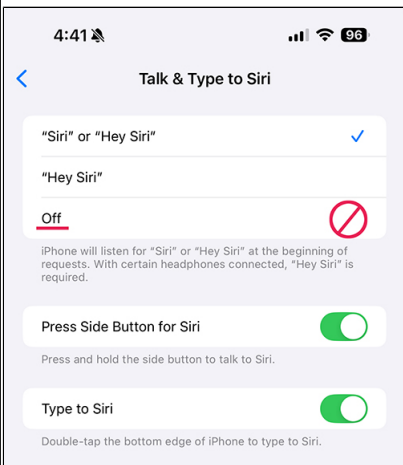 4:41 96
Talk & Type to Siri
"Siri" or "Hey Siri"
"Hey Siri"
Off
iPhone will listen for "Siri" or "Hey Siri" at the beginning of
requests. With certain headphones connected, "Hey Siri" is
required.
Press Side Button for Siri
Press and hold the side button to talk to Siri.
Type to Siri
Double-tap the bottom edge of iPhone to type to Siri.